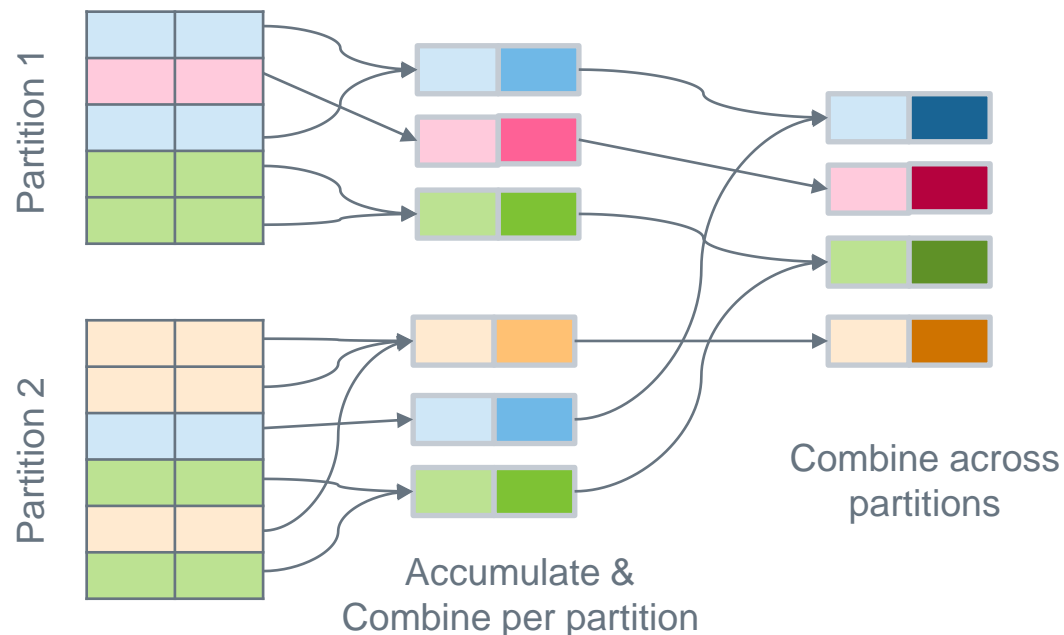 Partition 1
Partition 2
Accumulate &
Combine per partition
Combine across
partitions